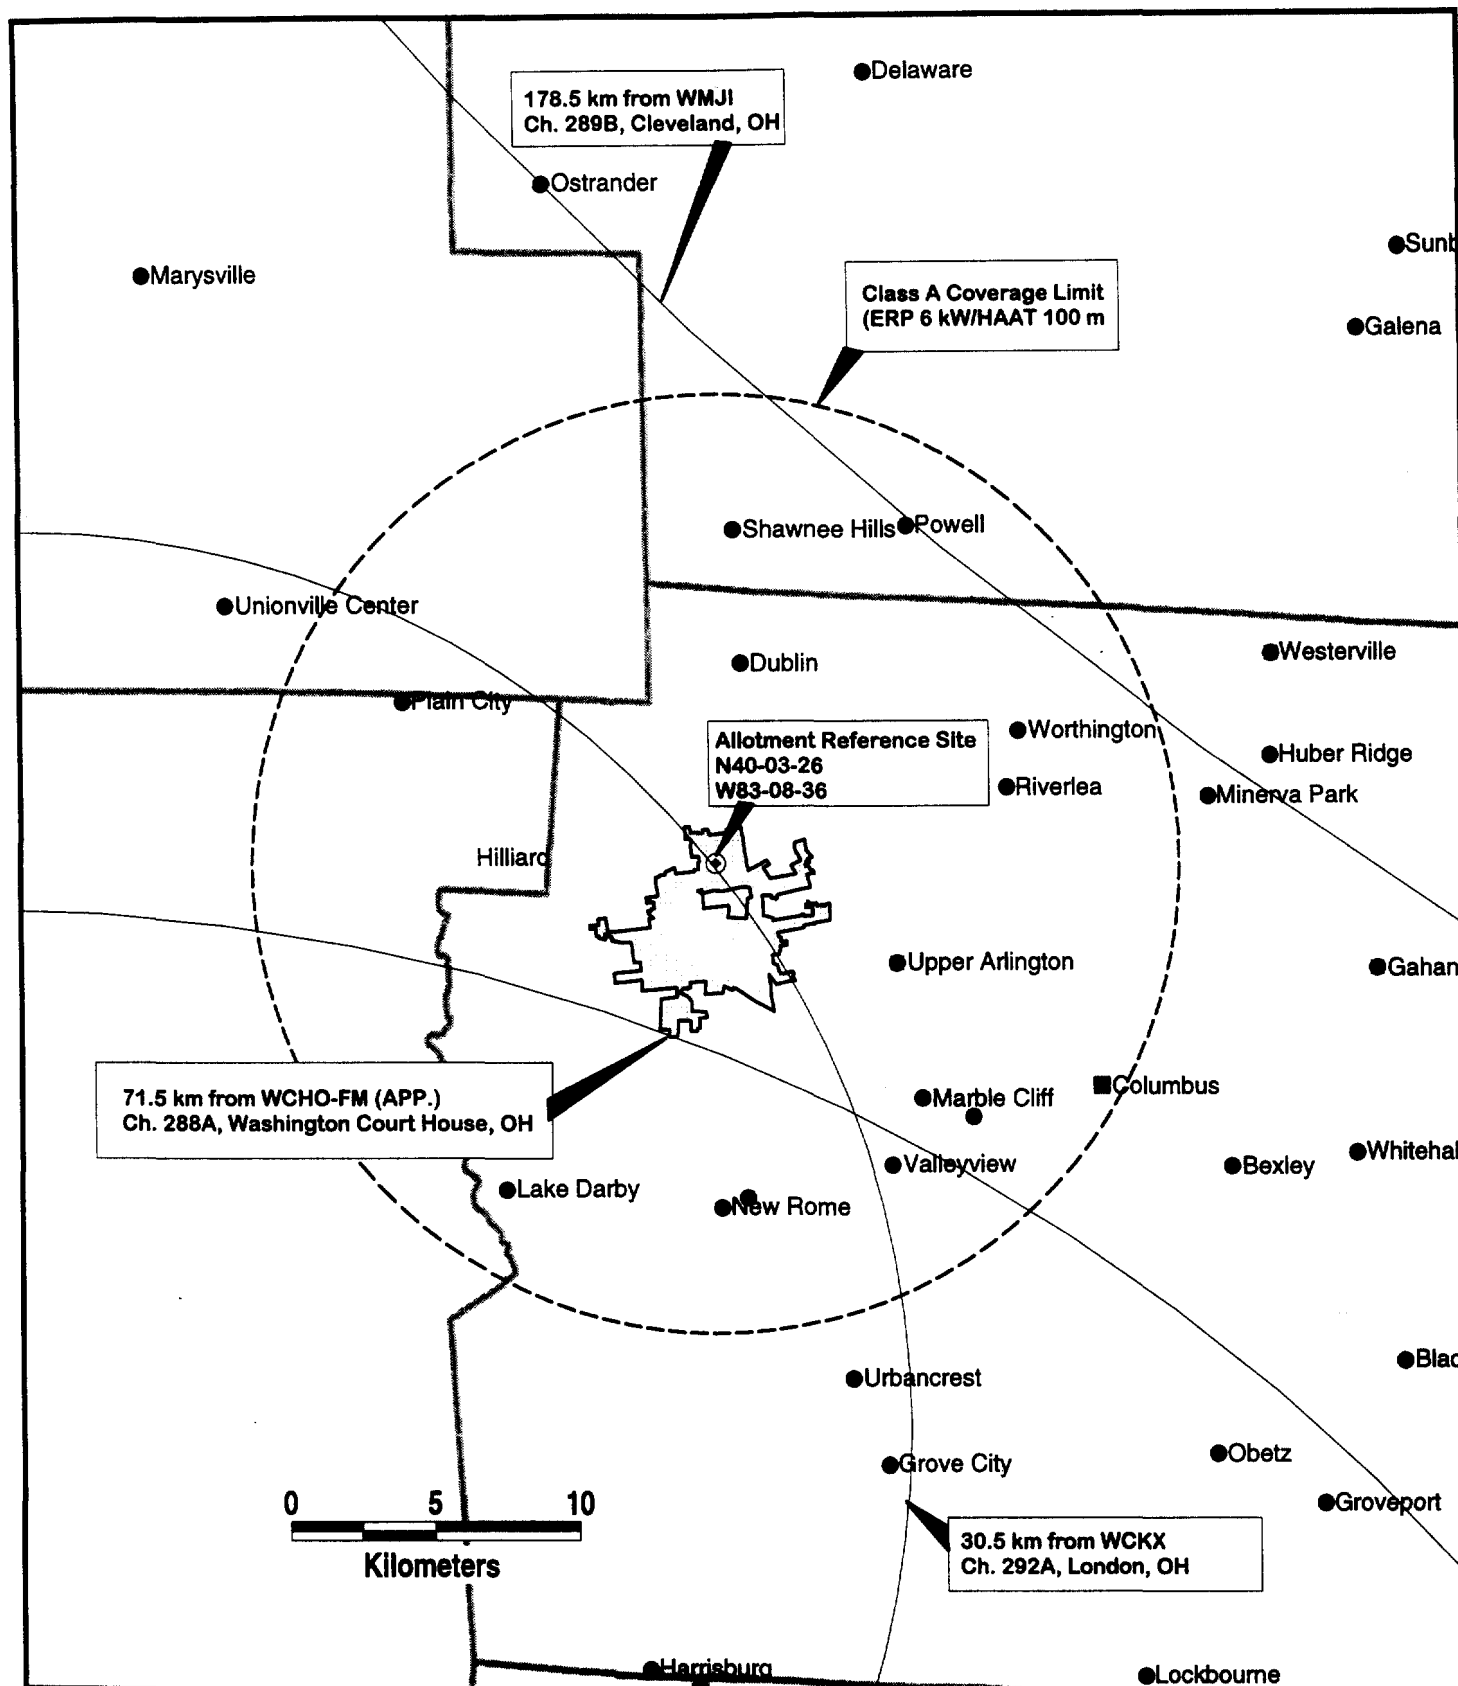 Delaware
178.5 km from WMJI
Ch. 289B, Cleveland, OH
Ostrander
Sunb
Marysville
Class A Coverage Limit
(ERP 6 kW/HAAT 100 m
Galena
Shawnee Hills
Powell
Unionville Center
Westerville
Dublin
Plain City
Worthington
Allotment Reference Site
N40-03-26
W83-08-36
Huber Ridge
Riverlea
Minerva Park
Hilliard
Upper Arlington
Gahan
71.5 km from WCHO-FM (APP.)
Ch. 288A, Washington Court House, OH
Columbus
Marble Cliff
Whitehal
Valleyview
Bexley
Lake Darby
New Rome
Blac
Urbancrest
Obetz
Grove City
0 5 10
Kilometers
Groveport
30.5 km from WCKX
Ch. 292A, London, OH
Harrisburg
Lockbourne